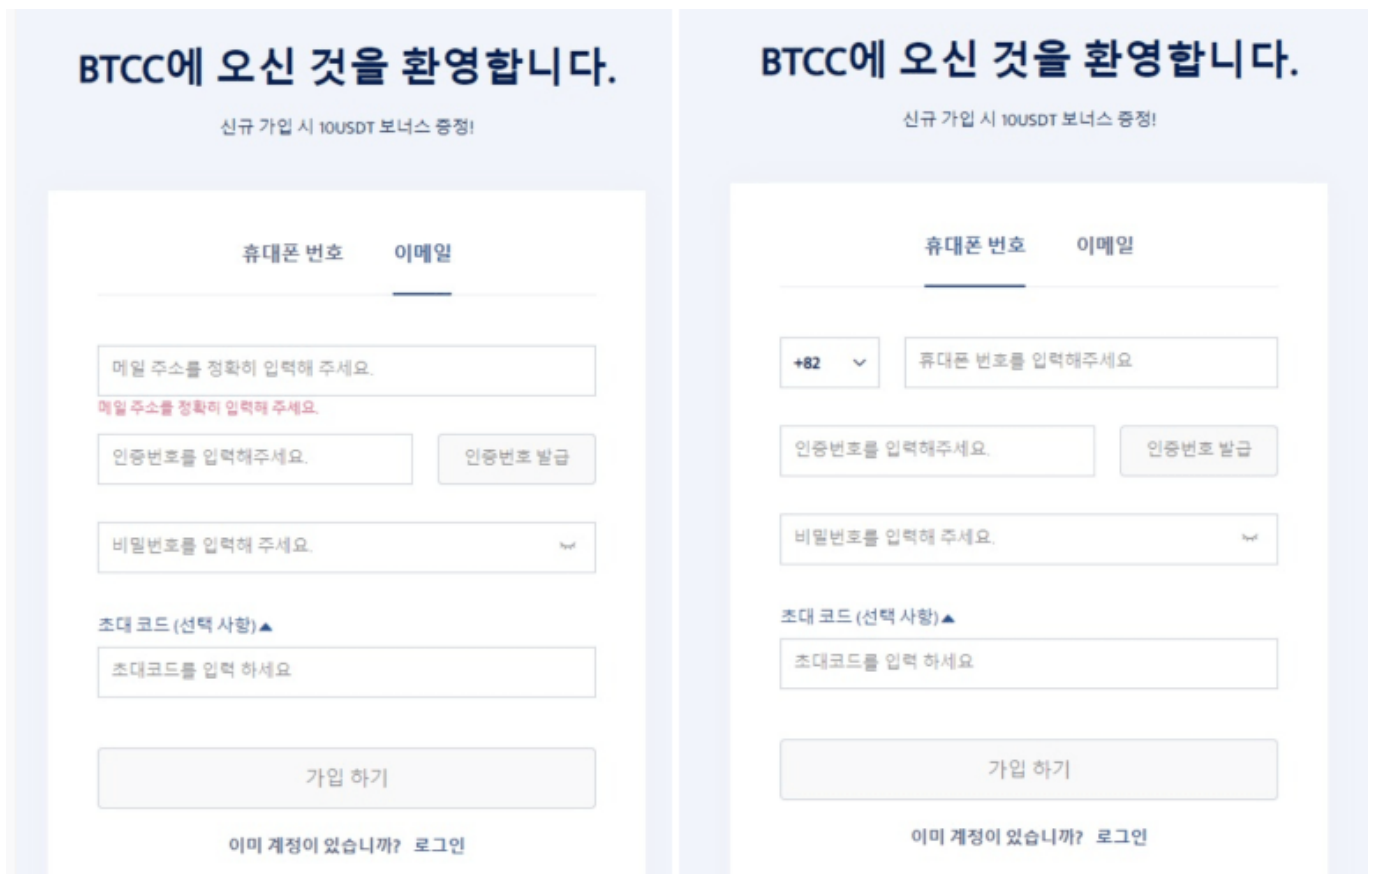 BTCC에 오신 것을 환영합니다.
신규 가입 시 10USDT 보너스 증정!
휴대폰 번호 이메일
메일 주소를 정확히 입력해 주세요.
메일 주소를 정확히 입력해 주세요.
인증번호를 입력해주세요. 인증번호 발급
비밀번호를 입력해 주세요.
초대 코드 (선택 사항)▲
초대코드를 입력 하세요
가입 하기
이미 계정이 있습니까? 로그인
BTCC에 오신 것을 환영합니다.
신규 가입 시 10USDT 보너스 증정!
휴대폰 번호 이메일
+82 휴대폰 번호를 입력해주세요
인증번호를 입력해주세요. 인증번호 발급
비밀번호를 입력해 주세요.
초대 코드 (선택 사항)▲
초대코드를 입력 하세요
가입 하기
이미 계정이 있습니까? 로그인